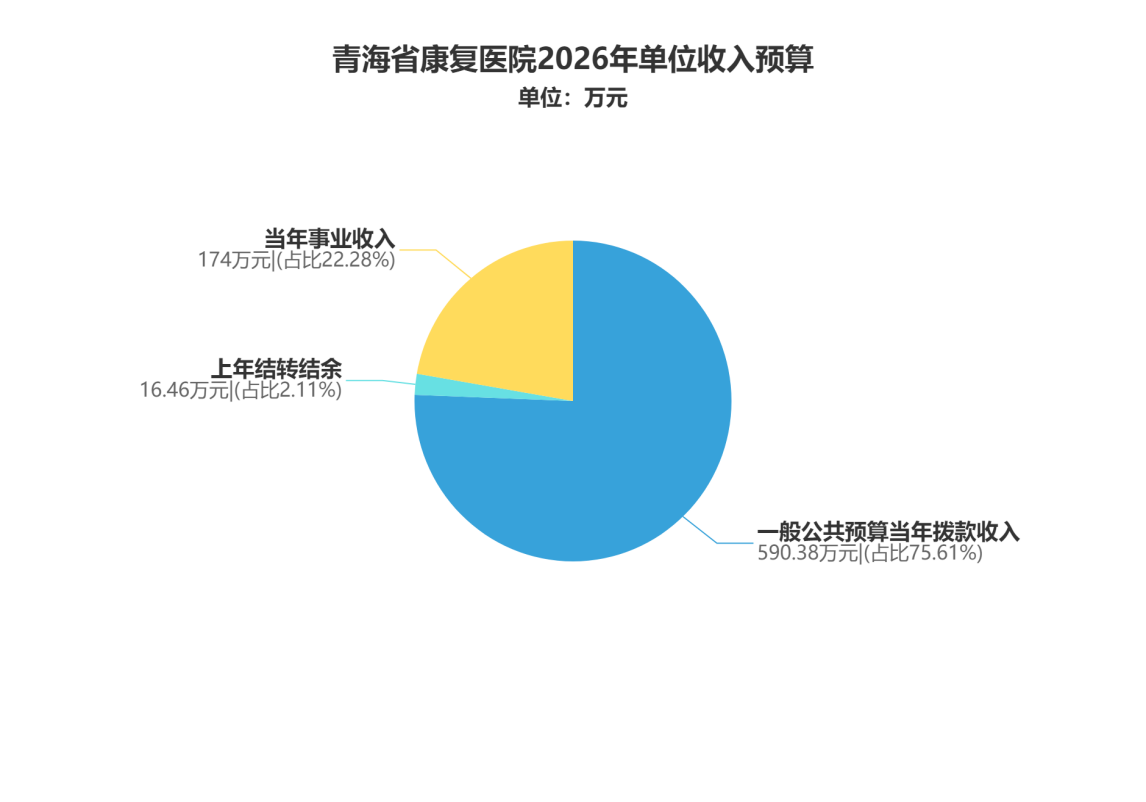 青海省康复医院2026年单位收入预算
单位：万元
当年事业收入
174万元|(占比22.28%)
上年结转结余
16.46万元|(占比2.11%)
一般公共预算当年拨款收入
590.38万元|(占比75.61%)